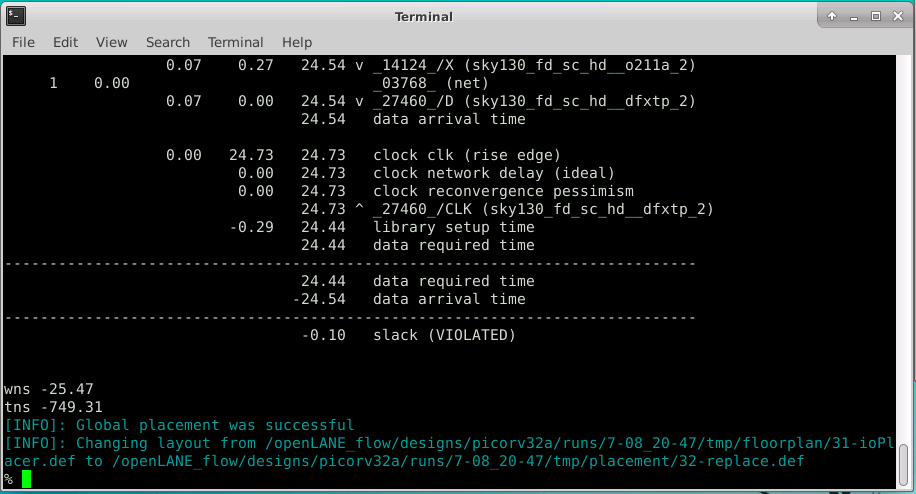 Terminal
File Edit View Search Terminal Help
0.07 0.27 24.54 v _14124_/X (sky130_fd_sc_hd__o211a_2)
1 0.00 _03768_ (net)
0.07 0.00 24.54 v _27460_/D (sky130_fd_sc_hd__dfxtp_2)
24.54 data arrival time
0.00 24.73 24.73 clock clk (rise edge)
0.00 24.73 clock network delay (ideal)
0.00 24.73 clock reconvergence pessimism
24.73 ^ _27460_/CLK (sky130_fd_sc_hd__dfxtp_2)
-0.29 24.44 library setup time
24.44 data required time
-----------------------------------------------------------------------------
24.44 data required time
-24.54 data arrival time
-----------------------------------------------------------------------------
-0.10 slack (VIOLATED)
wns -25.47
tns -749.31
[INFO]: Global placement was successful
[INFO]: Changing layout from /openLANE_flow/designs/picorv32a/runs/7-08_20-47/tmp/floorplan/31-ioPl
acer.def to /openLANE_flow/designs/picorv32a/runs/7-08_20-47/tmp/placement/32-replace.def
%